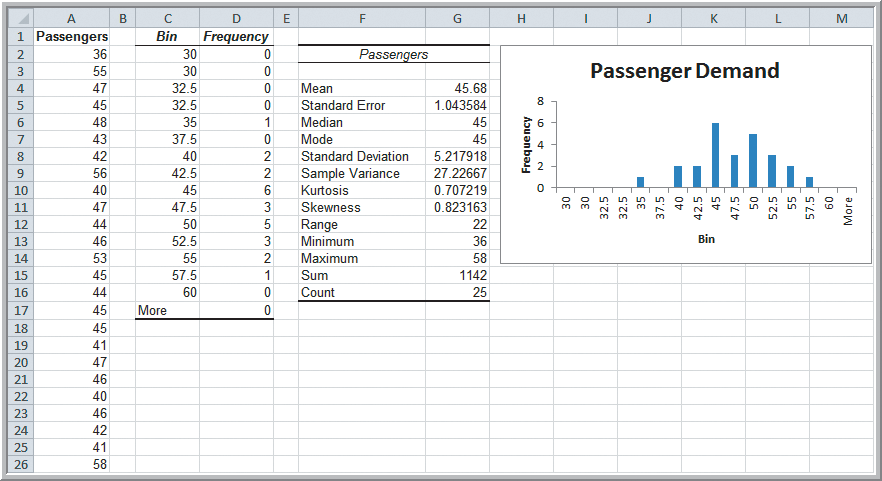 A B C D E F G H I J K L M
1 Passengers Bin Frequency
2 36 30 0 Passengers
3 55 30 0
4 47 32.5 0 Mean 45.68
5 45 32.5 0 Standard Error 1.043584
6 48 35 1 Median 45
7 43 37.5 0 Mode 45
8 42 40 2 Standard Deviation 5.217918
9 56 42.5 2 Sample Variance 27.22667
10 40 45 6 Kurtosis 0.707219
11 47 47.5 3 Skewness 0.823163
12 44 50 5 Range 22
13 46 52.5 3 Minimum 36
14 53 55 2 Maximum 58
15 45 57.5 1 Sum 1142
16 44 60 0 Count 25
17 45 More 0
18 45
19 41
20 47
21 46
22 40
23 46
24 42
25 41
26 58
Passenger Demand
Frequency
8
6
4
2
0
30 30 32.5 32.5 35 37.5 40 42.5 45 47.5 50 52.5 55 57.5 60 More
Bin